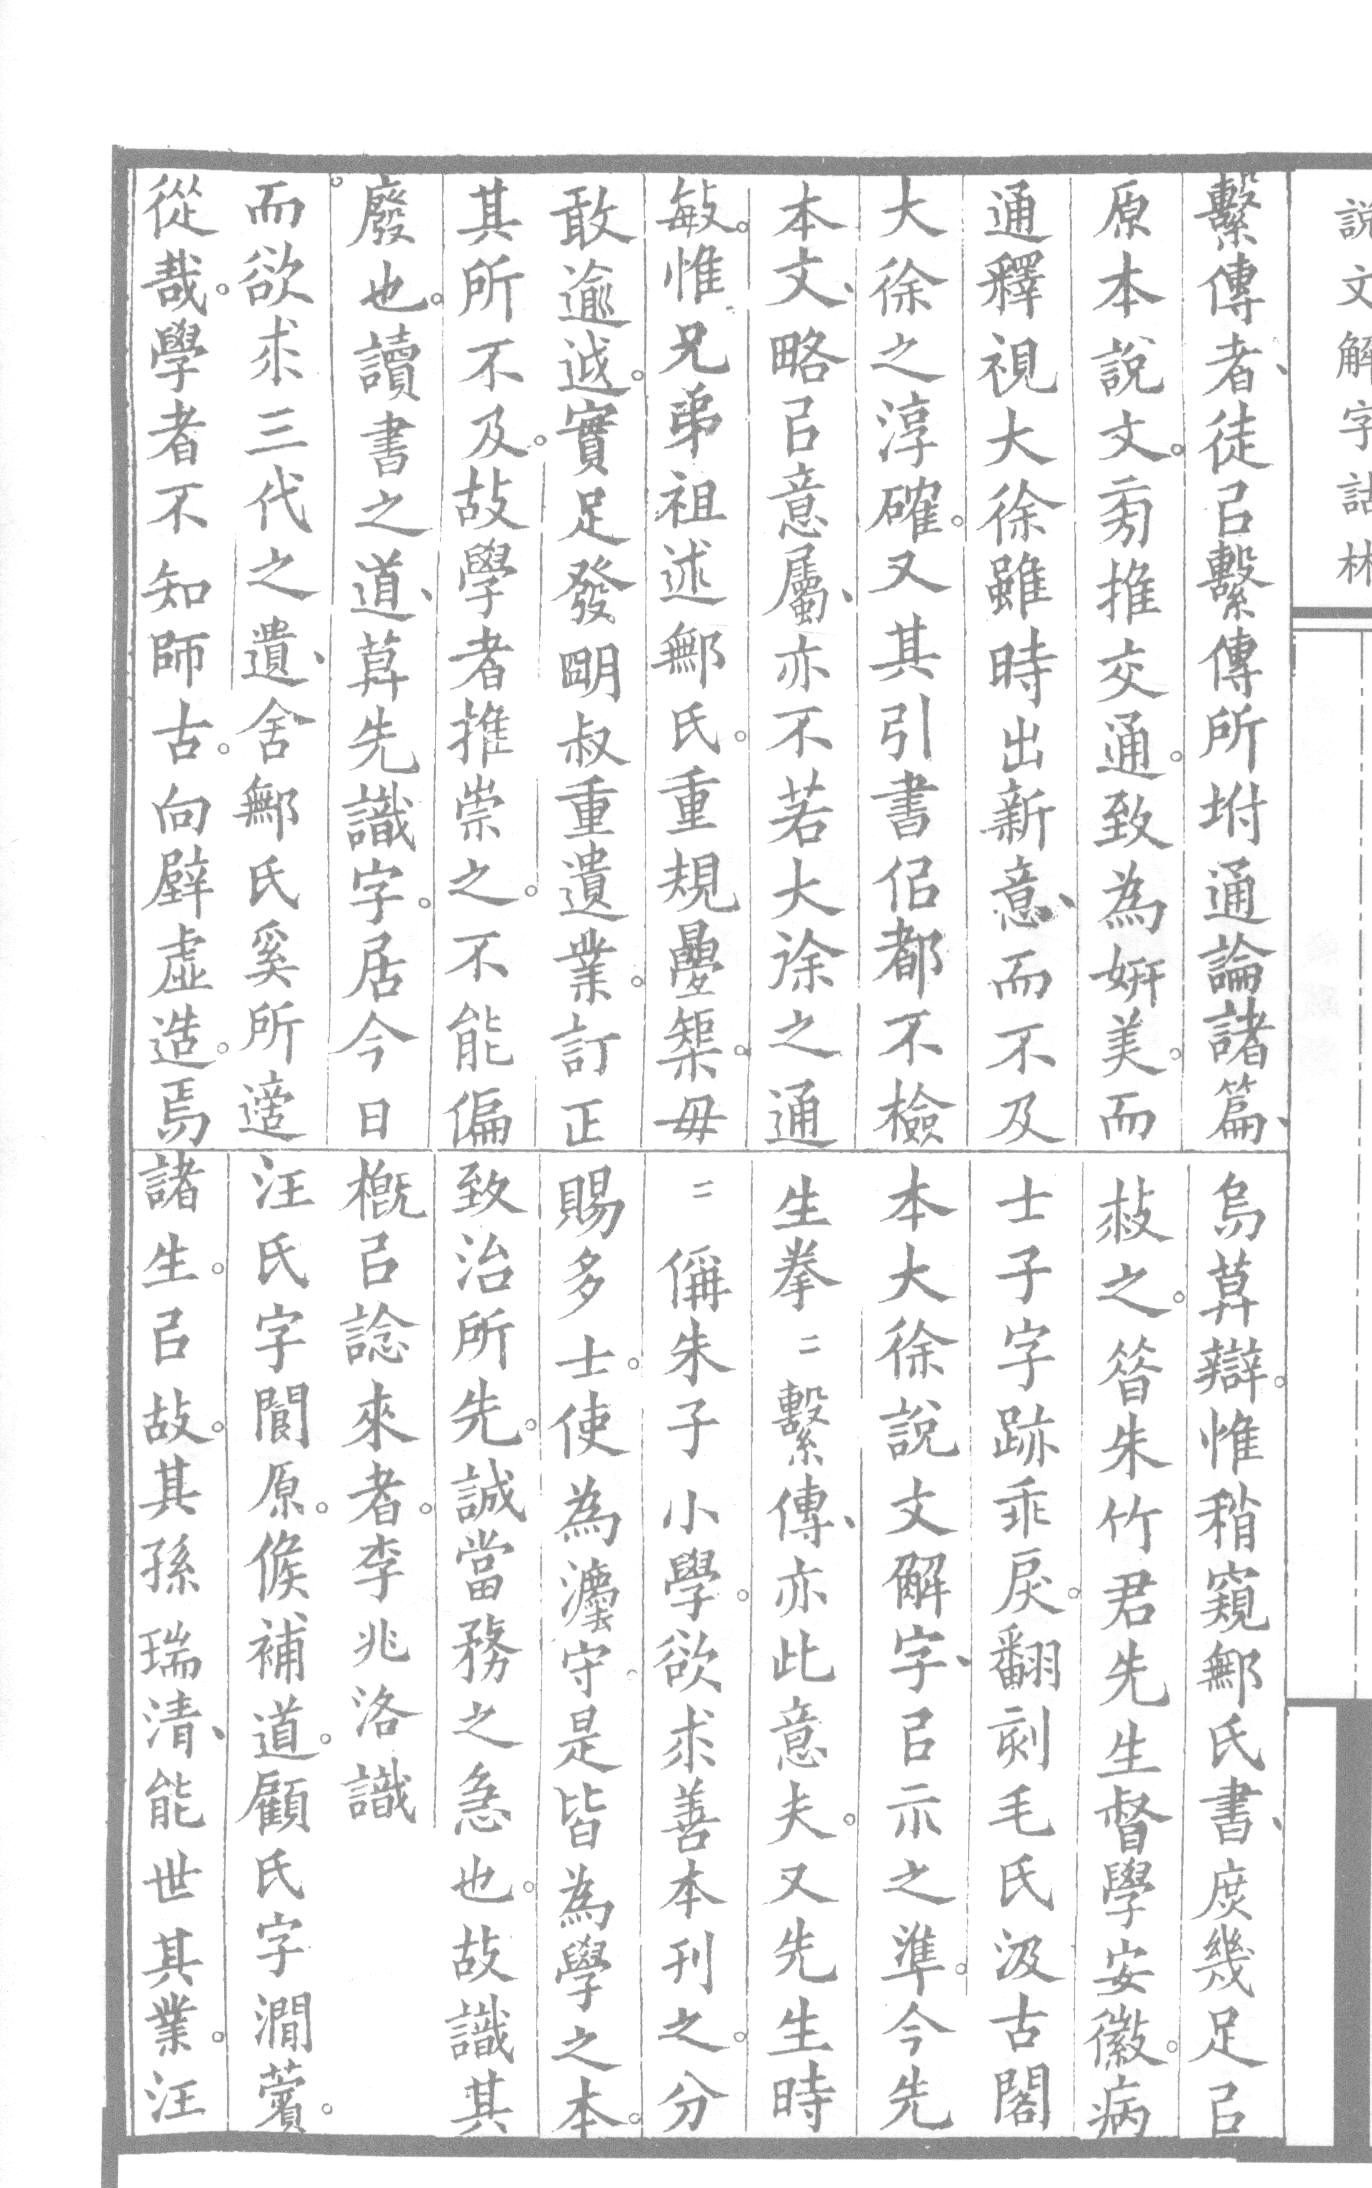 說文解字詁林
繫傳者、徒㠯繫傳所坿通論諸篇、
原本說文。㫄推交通。致為姸美。而
通釋視大徐雖時出新意、而不及
大徐之淳確。又其引書佀都不檢
本文、略㠯意屬、亦不若大徐之通
敏。惟兄弟祖述鄦氏。重規曡榘。毋
敢逾越。實足發明叔重遺業。訂正
其所不及。故學者推崇之。不能偏
廢也。讀書之道、𦱤先識字。居今日
而欲求三代之遺、舍鄦氏奚所適
從哉。學者不知師古。向壁虛造。焉
烏𦱤辯。惟稍窺鄦氏書、庶幾足㠯
敍之。㫺朱竹君先生督學安徽。病
士子字跡乖戾。翻刻毛氏汲古閣
本大徐說文解字、㠯示之準。今先
生拳二繫傳、亦此意夫。又先生時
二偁朱子小學。欲求善本刊之。分
賜多士。使為灋守。是皆為學之本。
致治所先。誠當務之急也。故識其
概㠯諗來者。李兆洛識
汪氏字閬原。候補道。顧氏字澗薲。
諸生。㠯故。其孫瑞清、能世其業。汪